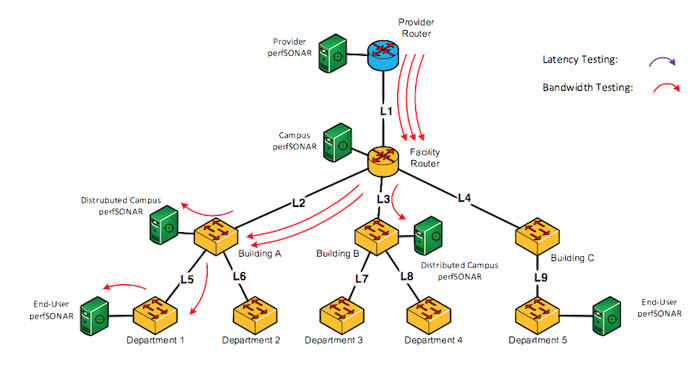 Provider
Router
Provider
perfSONAR
Latency Testing:
Bandwidth Testing:
L1
Campus
perfSONAR
Facility
Router
L2
L3
L4
Distrubuted Campus
perfSONAR
Building A
Building B
Building C
Distributed Campus
perfSONAR
L5
L6
L7
L8
L9
End-User
perfSONAR
End-User
perfSONAR
Department 1
Department 2
Department 3
Department 4
Department 5